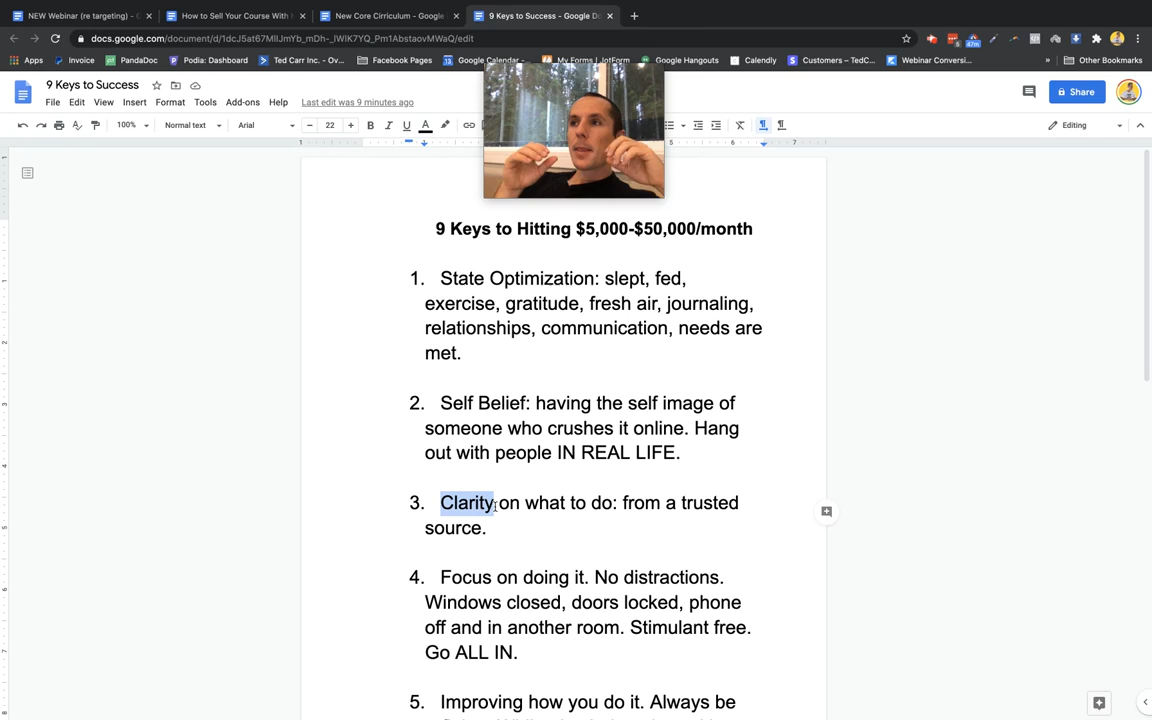 NEW Webinar (re targeting) - G
How to Sell Your Course With
New Core Cirriculum - Google
9 Keys to Success - Google Do
docs.google.com/document/d/1dcJ5at67MIIJmYb_mDh-_IWIK7YQ_Pm1AbstaovMWaQ/edit
Apps
Invoice
PandaDoc
Podia: Dashboard
Ted Carr Inc. - Ov...
Facebook Pages
Google Calendar -
My Forms | JotForm
Google Hangouts
Calendly
Customers – TedC...
Webinar Conversi...
»
Other Bookmarks
9 Keys to Success
File Edit View Insert Format Tools Add-ons Help Last edit was 9 minutes ago
Share
100% Normal text Arial 22 B I U A Editing
9 Keys to Hitting $5,000-$50,000/month
1. State Optimization: slept, fed,
exercise, gratitude, fresh air, journaling,
relationships, communication, needs are
met.
2. Self Belief: having the self image of
someone who crushes it online. Hang
out with people IN REAL LIFE.
3. Clarity on what to do: from a trusted
source.
4. Focus on doing it. No distractions.
Windows closed, doors locked, phone
off and in another room. Stimulant free.
Go ALL IN.
5. Improving how you do it. Always be